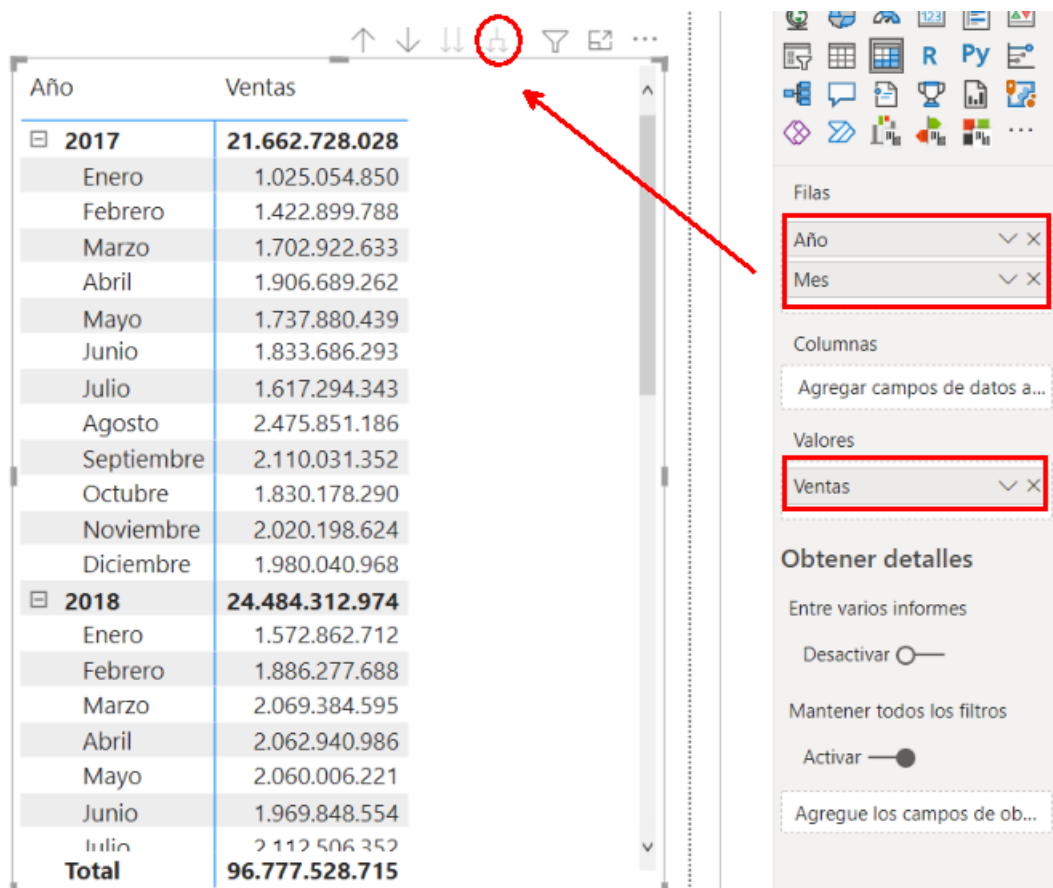 Año Ventas
2017 21.662.728.028
Enero 1.025.054.850
Febrero 1.422.899.788
Marzo 1.702.922.633
Abril 1.906.689.262
Mayo 1.737.880.439
Junio 1.833.686.293
Julio 1.617.294.343
Agosto 2.475.851.186
Septiembre 2.110.031.352
Octubre 1.830.178.290
Noviembre 2.020.198.624
Diciembre 1.980.040.968
2018 24.484.312.974
Enero 1.572.862.712
Febrero 1.886.277.688
Marzo 2.069.384.595
Abril 2.062.940.986
Mayo 2.060.006.221
Junio 1.969.848.554
Julio 2.112.506.352
Total 96.777.528.715
123
R Py
Filas
Año
Mes
Columnas
Agregar campos de datos a...
Valores
Ventas
Obtener detalles
Entre varios informes
Desactivar
Mantener todos los filtros
Activar
Agregue los campos de ob...